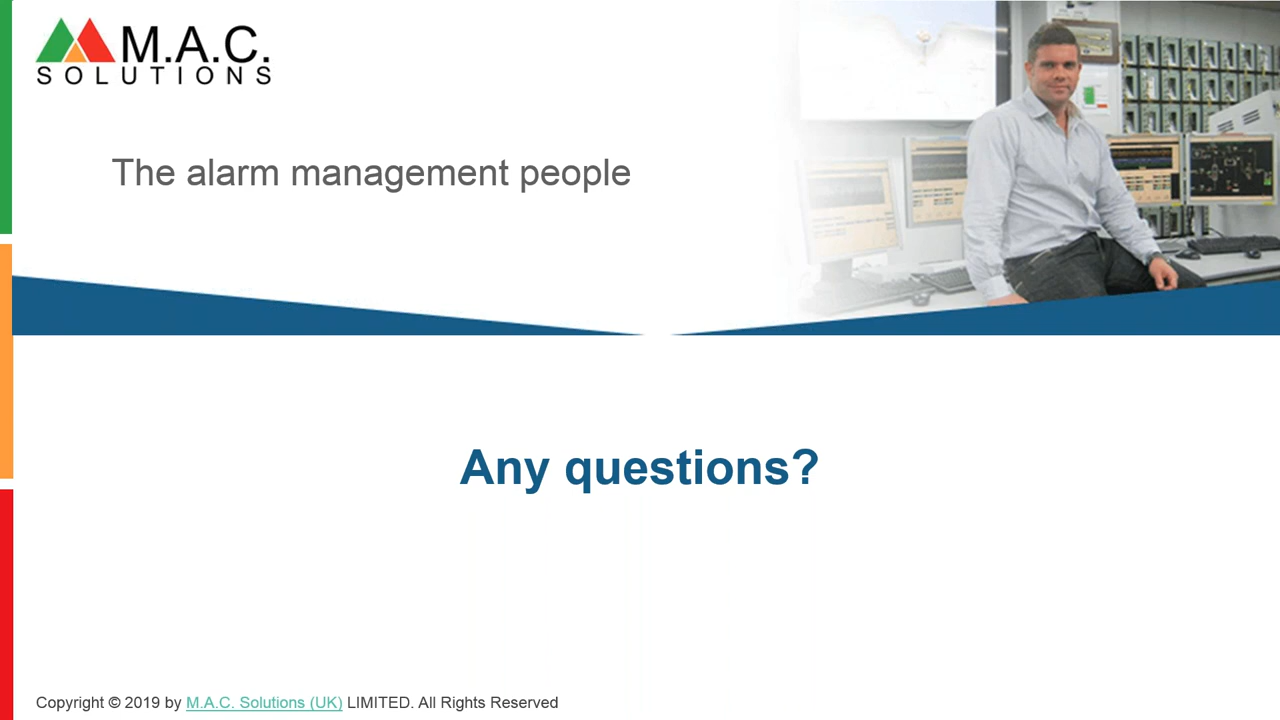 M.A.C.
SOLUTIONS
The alarm management people
Any questions?
Copyright © 2019 by M.A.C. Solutions (UK) LIMITED. All Rights Reserved